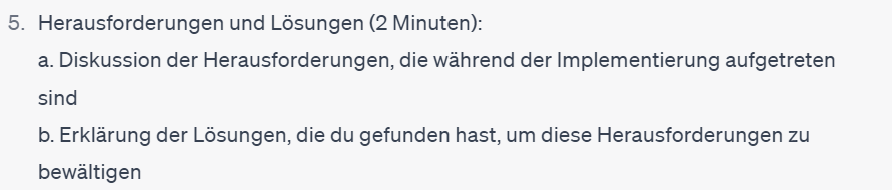 5. Herausforderungen und Lösungen (2 Minuten):
a. Diskussion der Herausforderungen, die während der Implementierung aufgetreten
sind
b. Erklärung der Lösungen, die du gefunden hast, um diese Herausforderungen zu
bewältigen